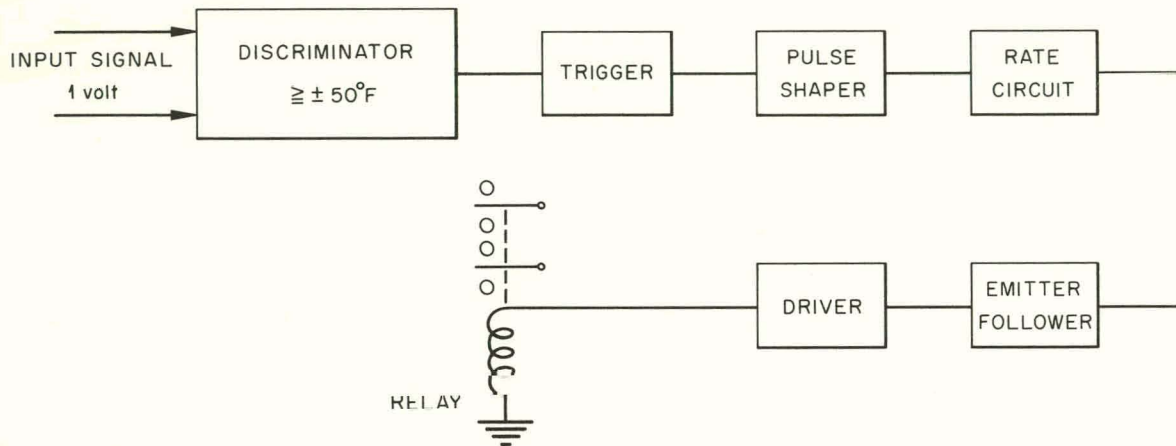 INPUT SIGNAL
1 volt
DISCRIMINATOR
≧ ± 50°F
TRIGGER
PULSE
SHAPER
RATE
CIRCUIT
DRIVER
EMITTER
FOLLOWER
RELAY